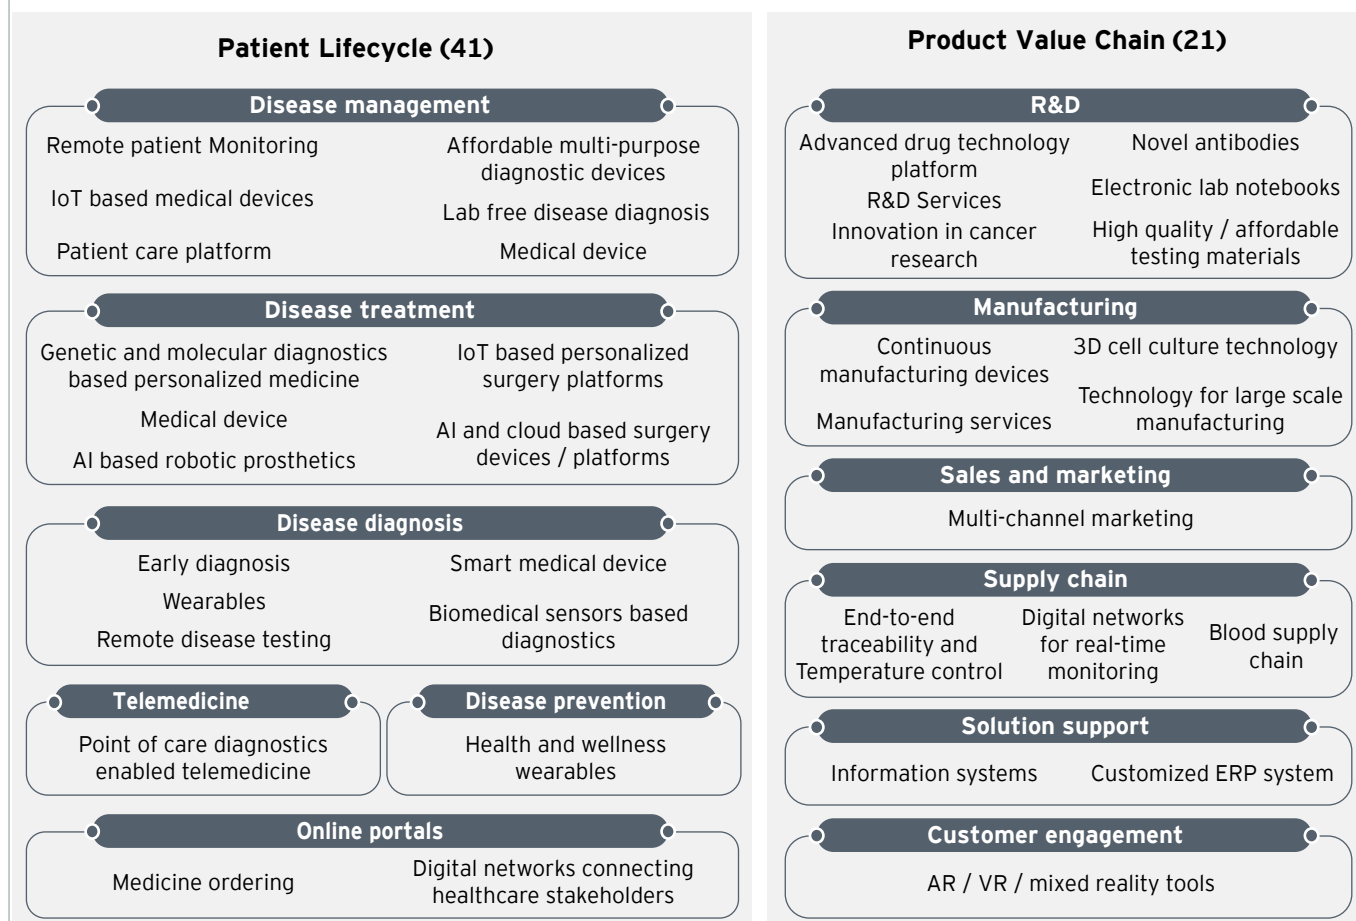 Patient Lifecycle (41)
Disease management
Remote patient Monitoring
IoT based medical devices
Patient care platform
Affordable multi-purpose
diagnostic devices
Lab free disease diagnosis
Medical device
Disease treatment
Genetic and molecular diagnostics
based personalized medicine
Medical device
AI based robotic prosthetics
IoT based personalized
surgery platforms
AI and cloud based surgery
devices / platforms
Disease diagnosis
Early diagnosis
Wearables
Remote disease testing
Smart medical device
Biomedical sensors based
diagnostics
Telemedicine
Point of care diagnostics
enabled telemedicine
Disease prevention
Health and wellness
wearables
Online portals
Medicine ordering
Digital networks connecting
healthcare stakeholders
Product Value Chain (21)
R&D
Advanced drug technology
platform
R&D Services
Innovation in cancer
research
Novel antibodies
Electronic lab notebooks
High quality / affordable
testing materials
Manufacturing
Continuous
manufacturing devices
Manufacturing services
3D cell culture technology
Technology for large scale
manufacturing
Sales and marketing
Multi-channel marketing
Supply chain
End-to-end
traceability and
Temperature control
Digital networks
for real-time
monitoring
Blood supply
chain
Solution support
Information systems
Customized ERP system
Customer engagement
AR / VR / mixed reality tools